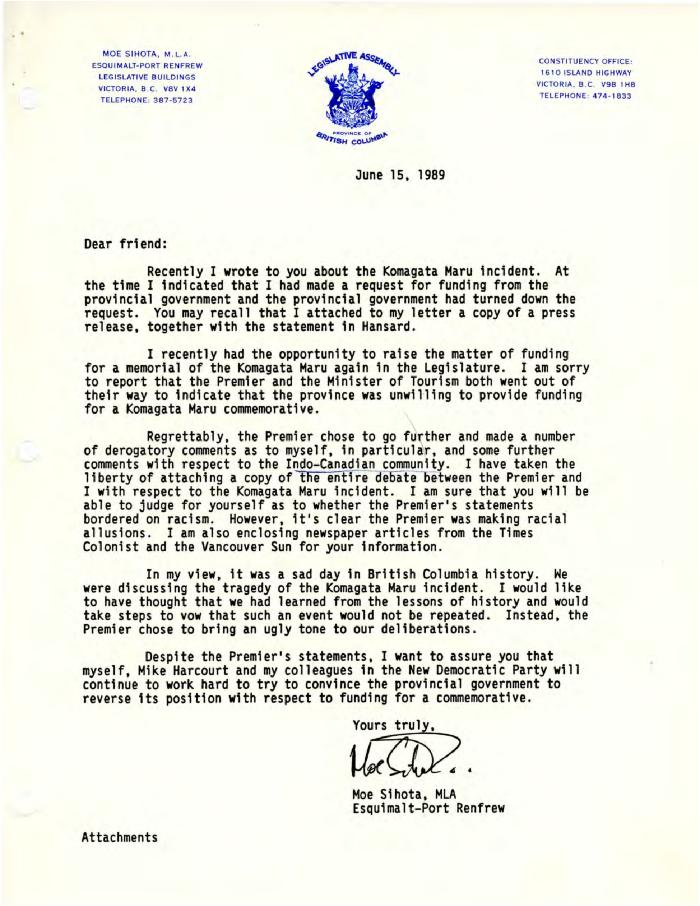 MOE SIHOTA, M.L.A.
ESQUIMALT-PORT RENFREW
LEGISLATIVE BUILDINGS
VICTORIA, B.C. V8V 1X4
TELEPHONE: 387-5723
LEGISLATIVE ASSEMBLY
PROVINCE OF
BRITISH COLUMBIA
CONSTITUENCY OFFICE:
1610 ISLAND HIGHWAY
VICTORIA, B.C. V9B 1H8
TELEPHONE: 474-1833
June 15, 1989
Dear friend:
Recently I wrote to you about the Komagata Maru incident. At
the time I indicated that I had made a request for funding from the
provincial government and the provincial government had turned down the
request. You may recall that I attached to my letter a copy of a press
release, together with the statement in Hansard.
I recently had the opportunity to raise the matter of funding
for a memorial of the Komagata Maru again in the Legislature. I am sorry
to report that the Premier and the Minister of Tourism both went out of
their way to indicate that the province was unwilling to provide funding
for a Komagata Maru commemorative.
Regrettably, the Premier chose to go further and made a number
of derogatory comments as to myself, in particular, and some further
comments with respect to the Indo-Canadian community. I have taken the
liberty of attaching a copy of the entire debate between the Premier and
I with respect to the Komagata Maru incident. I am sure that you will be
able to judge for yourself as to whether the Premier's statements
bordered on racism. However, it's clear the Premier was making racial
allusions. I am also enclosing newspaper articles from the Times
Colonist and the Vancouver Sun for your information.
In my view, it was a sad day in British Columbia history. We
were discussing the tragedy of the Komagata Maru incident. I would like
to have thought that we had learned from the lessons of history and would
take steps to vow that such an event would not be repeated. Instead, the
Premier chose to bring an ugly tone to our deliberations.
Despite the Premier's statements, I want to assure you that
myself, Mike Harcourt and my colleagues in the New Democratic Party will
continue to work hard to try to convince the provincial government to
reverse its position with respect to funding for a commemorative.
Yours truly,
Moe Sihota
Moe Sihota, MLA
Esquimalt-Port Renfrew
Attachments